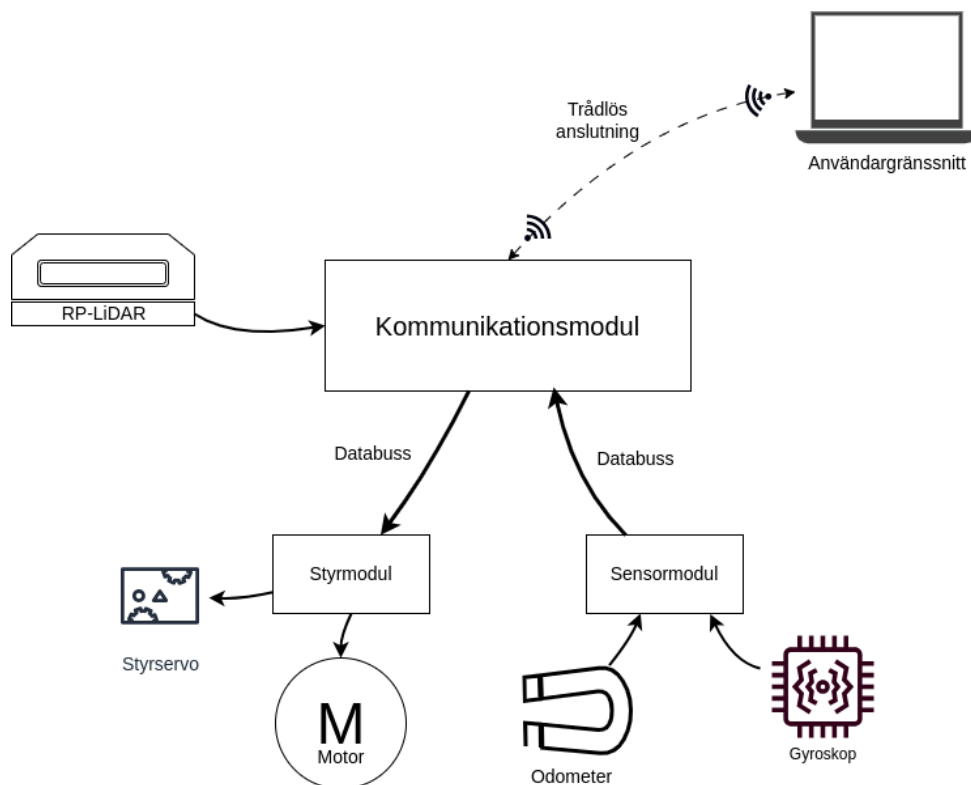 Trådlös
anslutning
Användargränssnitt
RP-LiDAR
Kommunikationsmodul
Databuss
Databuss
Styrmodul
Sensormodul
Styrservo
M
Motor
Odometer
Gyroskop